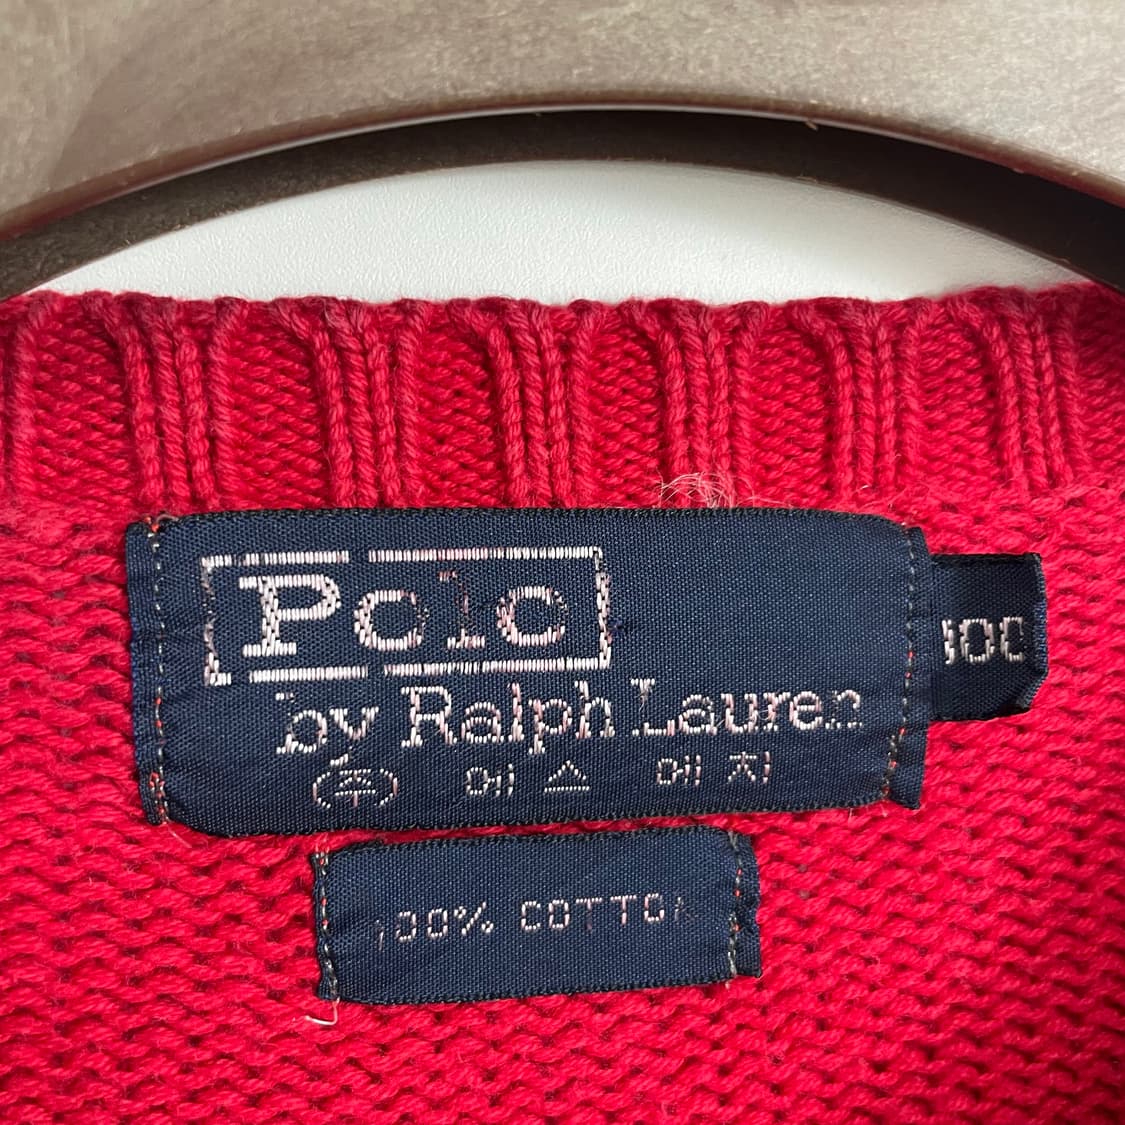 Polo
by Ralph Lauren
(주) 에스에치
100
100% COTTON